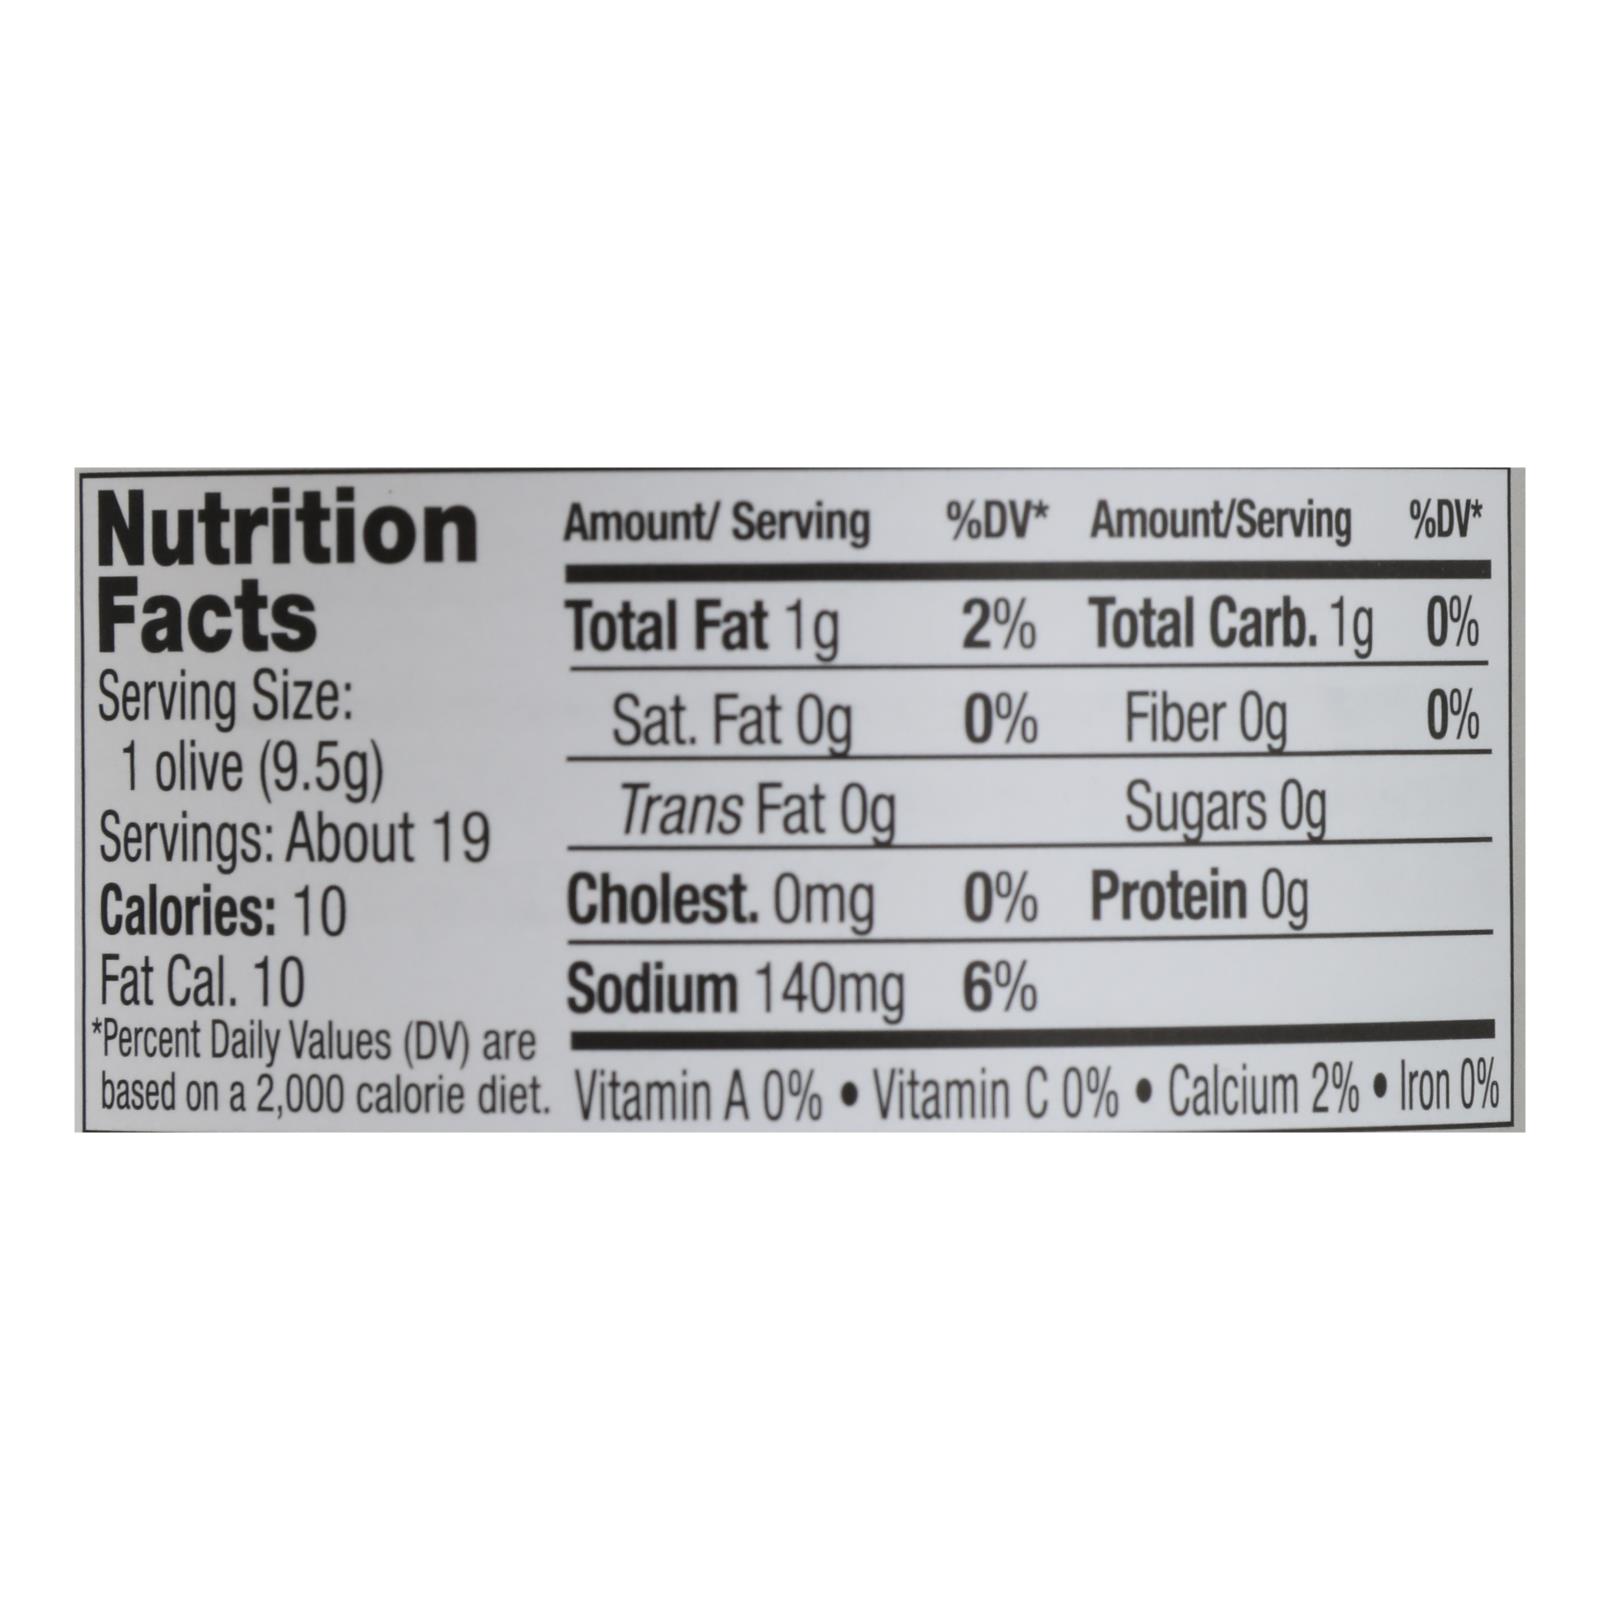 Nutrition
Facts
Serving Size:
1 olive (9.5g)
Servings: About 19
Calories: 10
Fat Cal. 10
*Percent Daily Values (DV) are
based on a 2,000 calorie diet.
Amount/ Serving %DV* Amount/Serving %DV*
Total Fat 1g 2% Total Carb. 1g 0%
Sat. Fat 0g 0% Fiber 0g 0%
Trans Fat 0g Sugars 0g
Cholest. 0mg 0% Protein 0g
Sodium 140mg 6%
Vitamin A 0% • Vitamin C 0% • Calcium 2% • Iron 0%